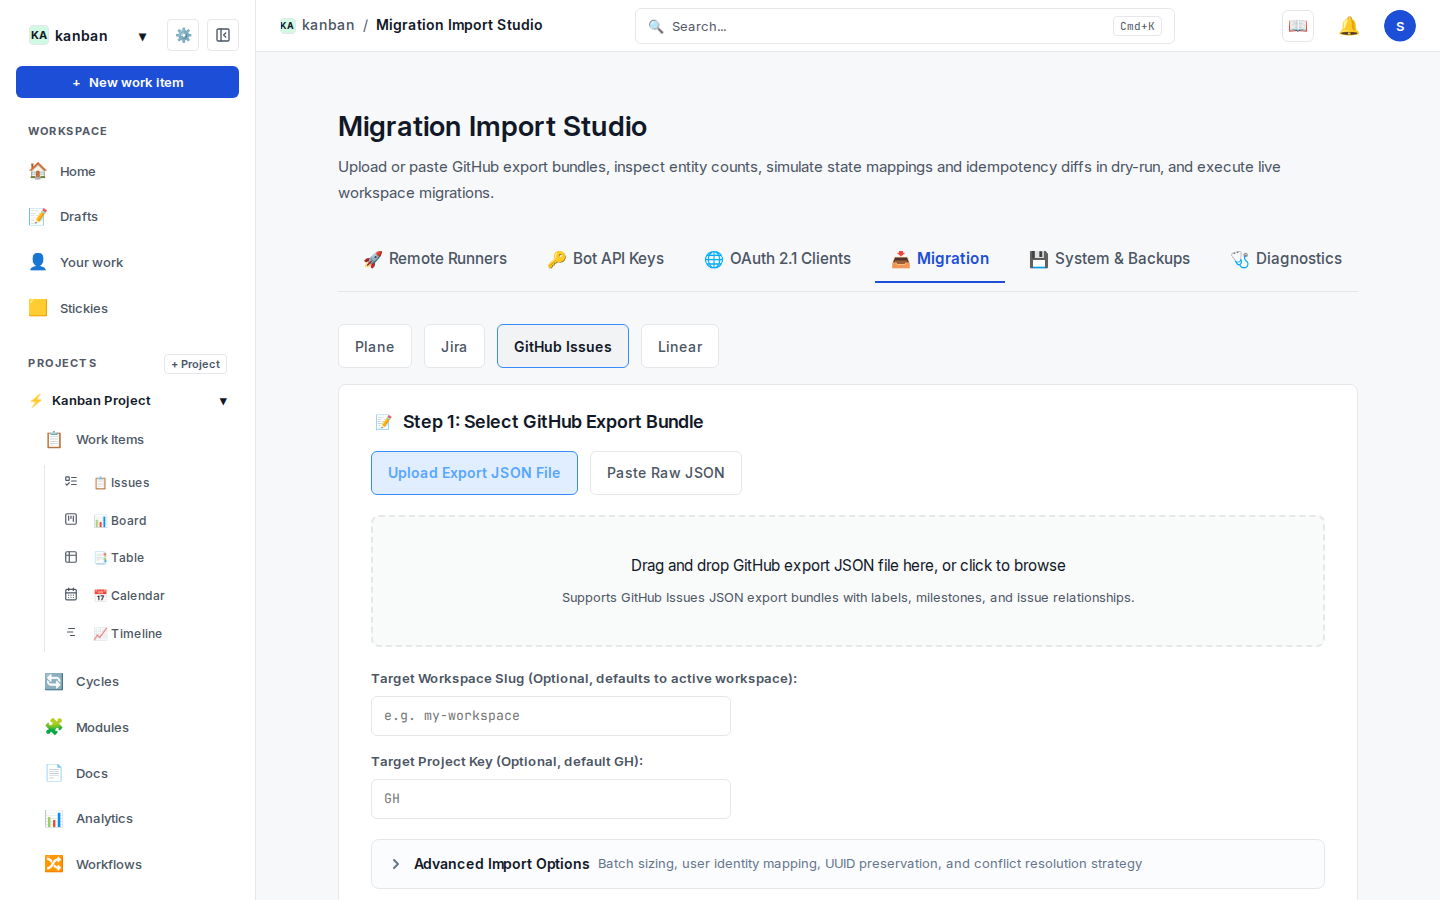 KA kanban ▾
+ New work item
WORKSPACE
Home
Drafts
Your work
Stickies
PROJECTS
+ Project
Kanban Project ▾
Work Items
Issues
Board
Table
Calendar
Timeline
Cycles
Modules
Docs
Analytics
Workflows
KA kanban / Migration Import Studio
Search...
Cmd+K
S
Migration Import Studio
Upload or paste GitHub export bundles, inspect entity counts, simulate state mappings and idempotency diffs in dry-run, and execute live
workspace migrations.
Remote Runners
Bot API Keys
OAuth 2.1 Clients
Migration
System & Backups
Diagnostics
Plane
Jira
GitHub Issues
Linear
Step 1: Select GitHub Export Bundle
Upload Export JSON File
Paste Raw JSON
Drag and drop GitHub export JSON file here, or click to browse
Supports GitHub Issues JSON export bundles with labels, milestones, and issue relationships.
Target Workspace Slug (Optional, defaults to active workspace):
e.g. my-workspace
Target Project Key (Optional, default GH):
GH
Advanced Import Options Batch sizing, user identity mapping, UUID preservation, and conflict resolution strategy